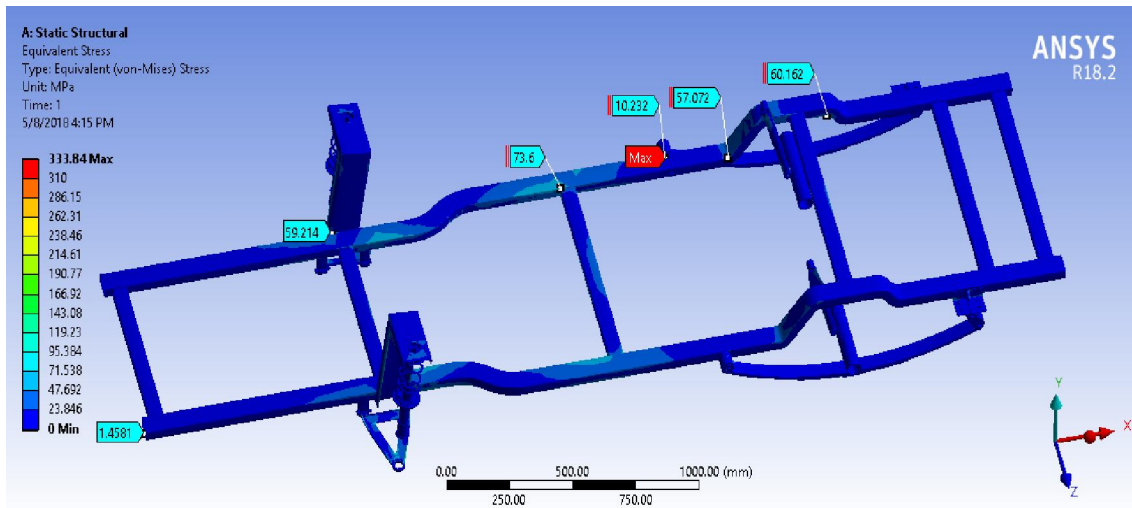 A: Static Structural
Equivalent Stress
Type: Equivalent (von-Mises) Stress
Unit: MPa
Time: 1
5/8/2018 4:15 PM
ANSYS
R18.2
333.84 Max
310
286.15
262.31
238.46
214.61
190.77
166.92
143.08
119.23
95.384
71.538
47.692
23.846
0 Min
60.162
57.072
10.232
Max
73.6
59.214
1.4581
0.00 500.00 1000.00 (mm)
250.00 750.00
Y
X
Z